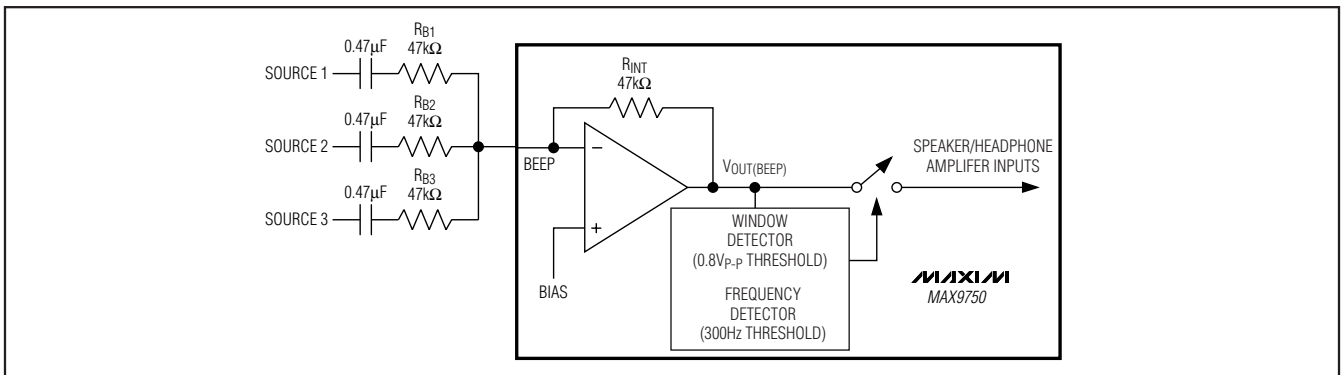 0.47μF
RB1
47kΩ
SOURCE 1
0.47μF
RB2
47kΩ
SOURCE 2
0.47μF
RB3
47kΩ
SOURCE 3
BEEP
RINT
47kΩ
−
+
BIAS
VOUT(BEEP)
WINDOW
DETECTOR
(0.8VP-P THRESHOLD)
FREQUENCY
DETECTOR
(300Hz THRESHOLD)
SPEAKER/HEADPHONE
AMPLIFER INPUTS
MAXIM
MAX9750